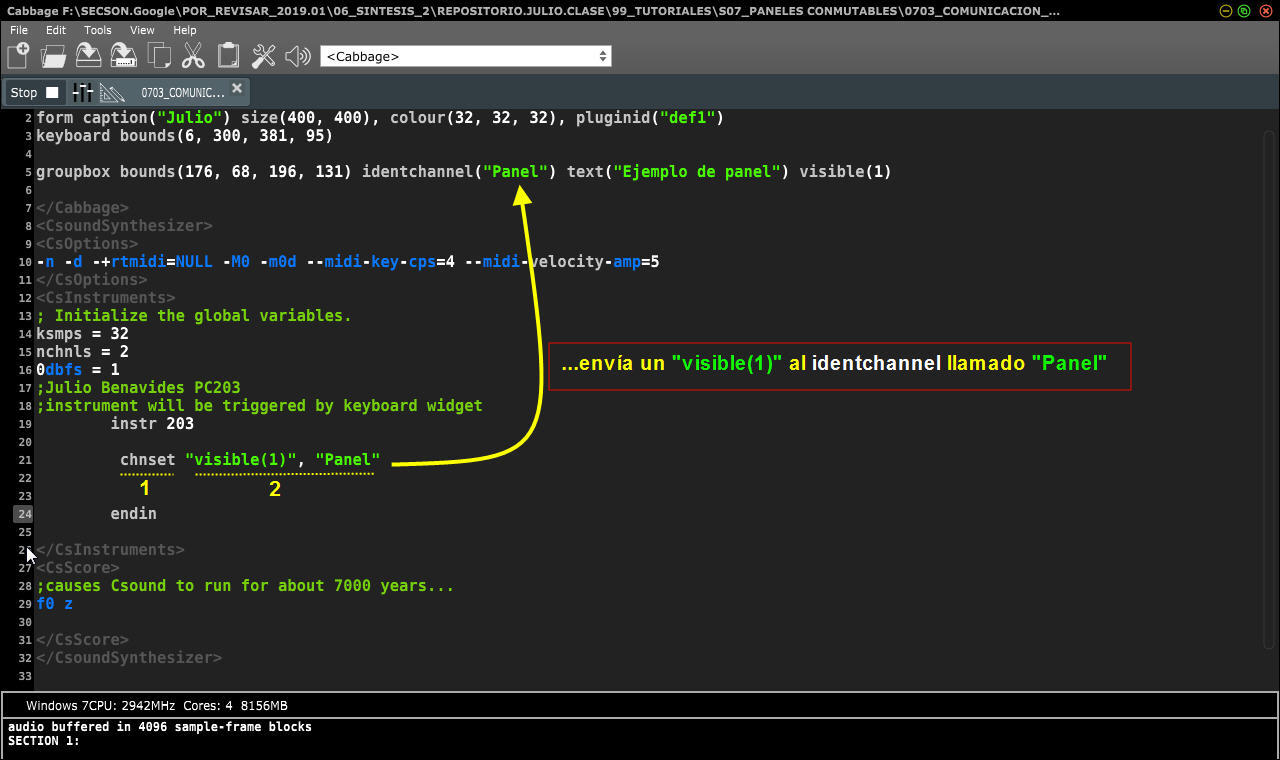 Cabbage F:\SECSON.Google\POR_REVISAR_2019.01\06_SINTESIS_2\REPOSITORIO.JULIO.CLASE\99_TUTORIALES\S07_PANELES CONMUTABLES\0703_COMUNICACION_...
File Edit Tools View Help
<Cabbage>
Stop 0703_COMUNIC...
2 form caption("Julio") size(400, 400), colour(32, 32, 32), pluginid("def1")
3 keyboard bounds(6, 300, 381, 95)
4
5 groupbox bounds(176, 68, 196, 131) identchannel("Panel") text("Ejemplo de panel") visible(1)
6
7 </Cabbage>
8 <CsoundSynthesizer>
9 <CsOptions>
10 -n -d -+rtmidi=NULL -M0 -m0d --midi-key-cps=4 --midi-velocity-amp=5
11 </CsOptions>
12 <CsInstruments>
13 ; Initialize the global variables.
14 ksmps = 32
15 nchnls = 2
16 0dbfs = 1
...envía un "visible(1)" al identchannel llamado "Panel"
17 ;Julio Benavides PC203
18 ;instrument will be triggered by keyboard widget
19 instr 203
20
21 chnset "visible(1)", "Panel"
22
1 2
23
24 endin
25
</CsInstruments>
27 <CsScore>
28 ;causes Csound to run for about 7000 years...
29 f0 z
30
31 </CsScore>
32 </CsoundSynthesizer>
33
Windows 7CPU: 2942MHz Cores: 4 8156MB
audio buffered in 4096 sample-frame blocks
SECTION 1: